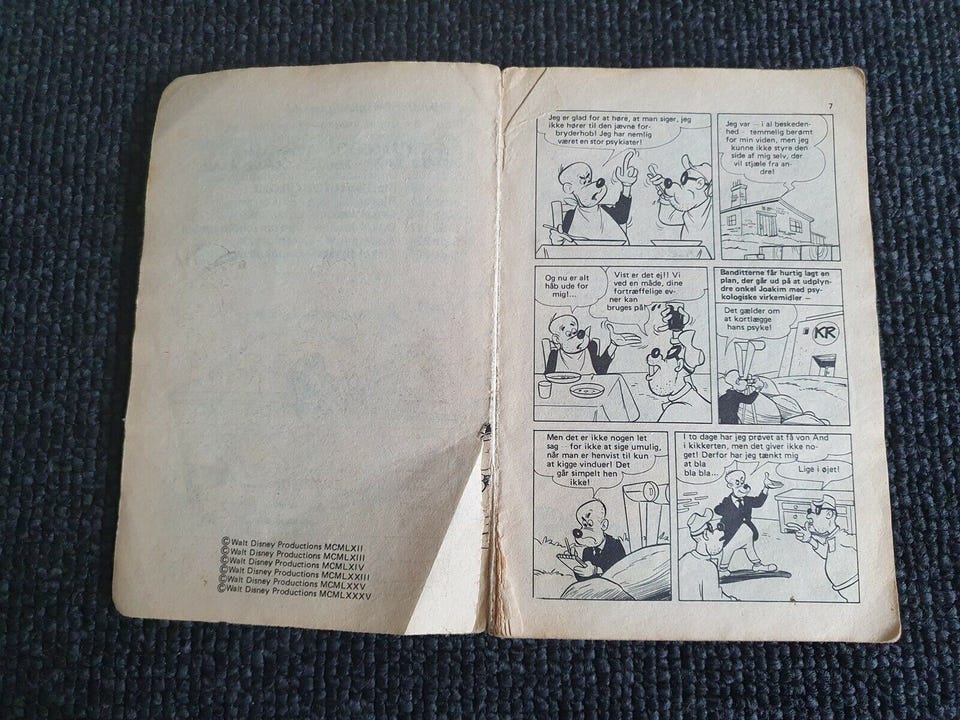 ©Walt Disney Productions MCMLXII
©Walt Disney Productions MCMLXIII
©Walt Disney Productions MCMLXIV
©Walt Disney Productions MCMLXXIII
©Walt Disney Productions MCMLXXV
©Walt Disney Productions MCMLXXXV
7
Jeg er glad for at høre, at man siger, jeg
ikke hører til den jævne for-
bryderhob! Jeg har nemlig
været en stor psykiater!
Jeg var – i al beskeden-
hed – temmelig berømt
for min viden, men jeg
kunne ikke styre den
side af mig selv, der
vil stjæle fra an-
dre!
Og nu er alt
håb ude for
mig!...
Vist er det ej!! Vi
ved en måde, dine
fortræffelige ev-
ner kan
bruges på!
Banditterne får hurtig lagt en
plan, der går ud på at udplyn-
dre onkel Joakim med psy-
kologiske virkemidler –
Det gælder om
at kortlægge
hans psyke!
KR
Men det er ikke nogen let
sag – for ikke at sige umulig,
når man er henvist til kun
at kigge vinduer! Det
går simpelt hen
ikke!
I to dage har jeg prøvet at få von And
i kikkerten, men det giver ikke no-
get! Derfor har jeg tænkt mig
at bla
bla bla...
Lige i øjet!